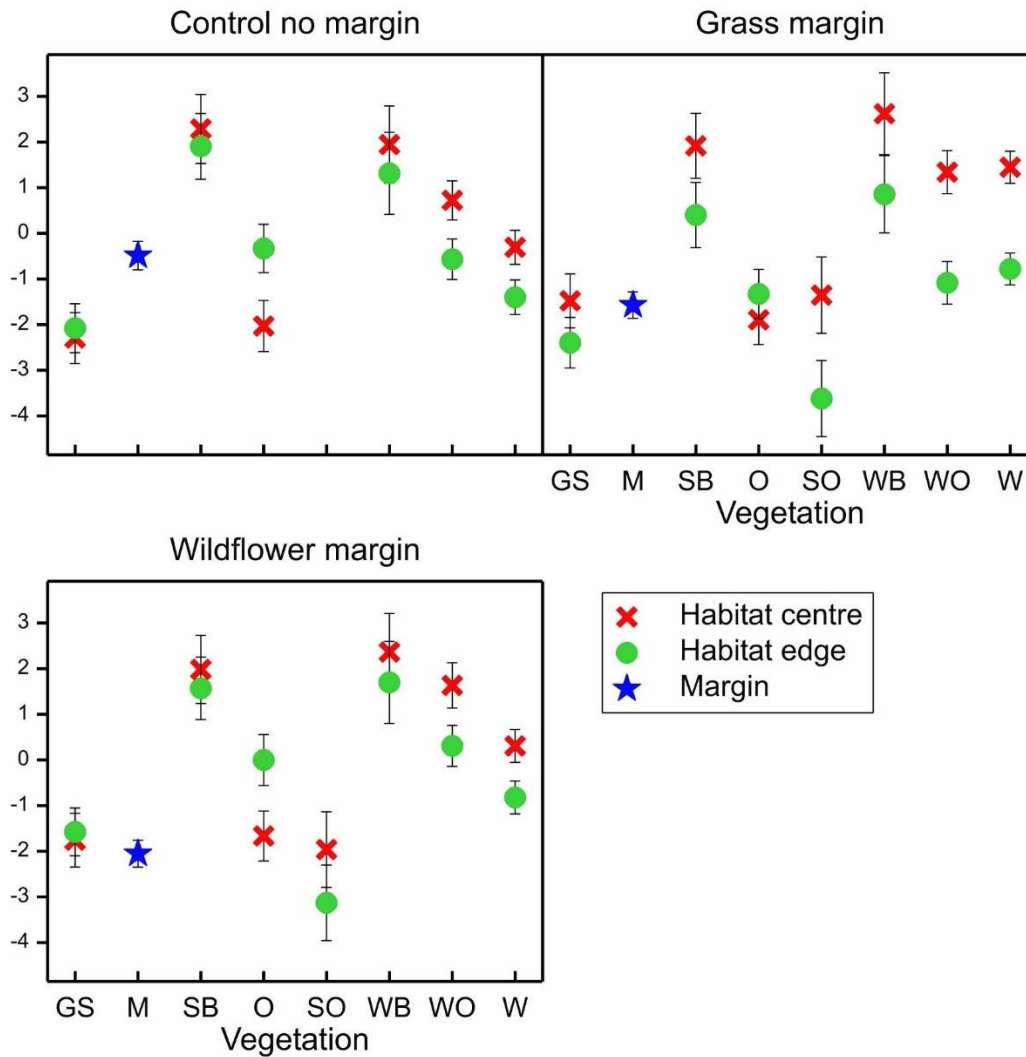 Control no margin
Grass margin
3
2
1
0
-1
-2
-3
-4
GS M SB O SO WB WO W
Vegetation
Wildflower margin
3
2
1
0
-1
-2
-3
-4
GS M SB O SO WB WO W
Vegetation
Habitat centre
Habitat edge
Margin